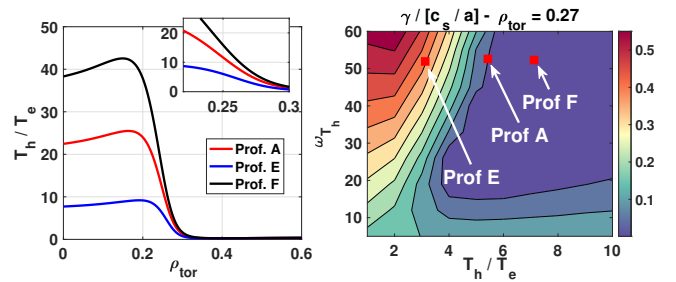 T_h / T_e
50
40
30
20
10
0
0
0.2
0.4
0.6
ρ_tor
20
10
0
0.25
0.3
Prof. A
Prof. E
Prof. F
γ / [c_s / a] - ρ_tor = 0.27
ω_T_h
60
50
40
30
20
10
2
4
6
8
10
T_h / T_e
Prof F
Prof A
Prof E
0.5
0.4
0.3
0.2
0.1